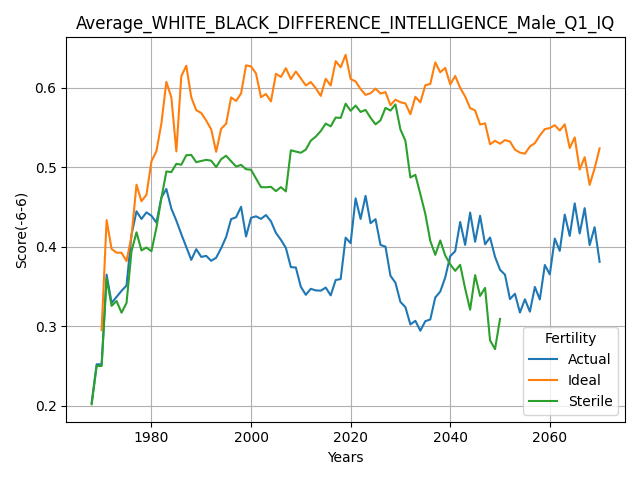 Average_WHITE_BLACK_DIFFERENCE_INTELLIGENCE_Male_Q1_IQ
Score(-6-6)
0.6
0.5
0.4
0.3
0.2
1980 2000 2020 2040 2060
Years
Fertility
Actual
Ideal
Sterile